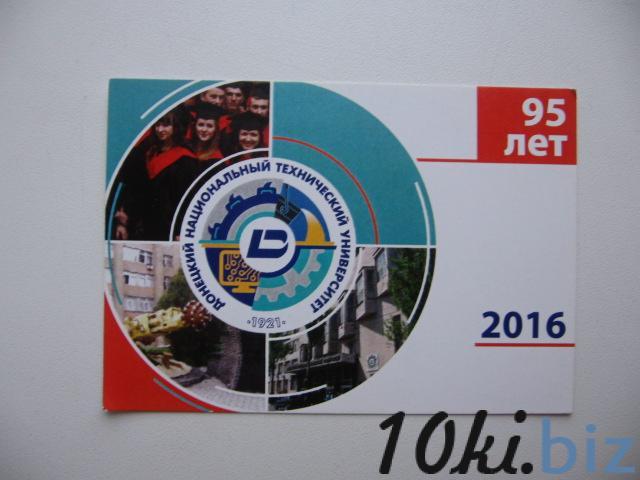 95
лет
ДОНЕЦКИЙ НАЦИОНАЛЬНЫЙ ТЕХНИЧЕСКИЙ УНИВЕРСИТЕТ
·1921·
2016
10ki.biz